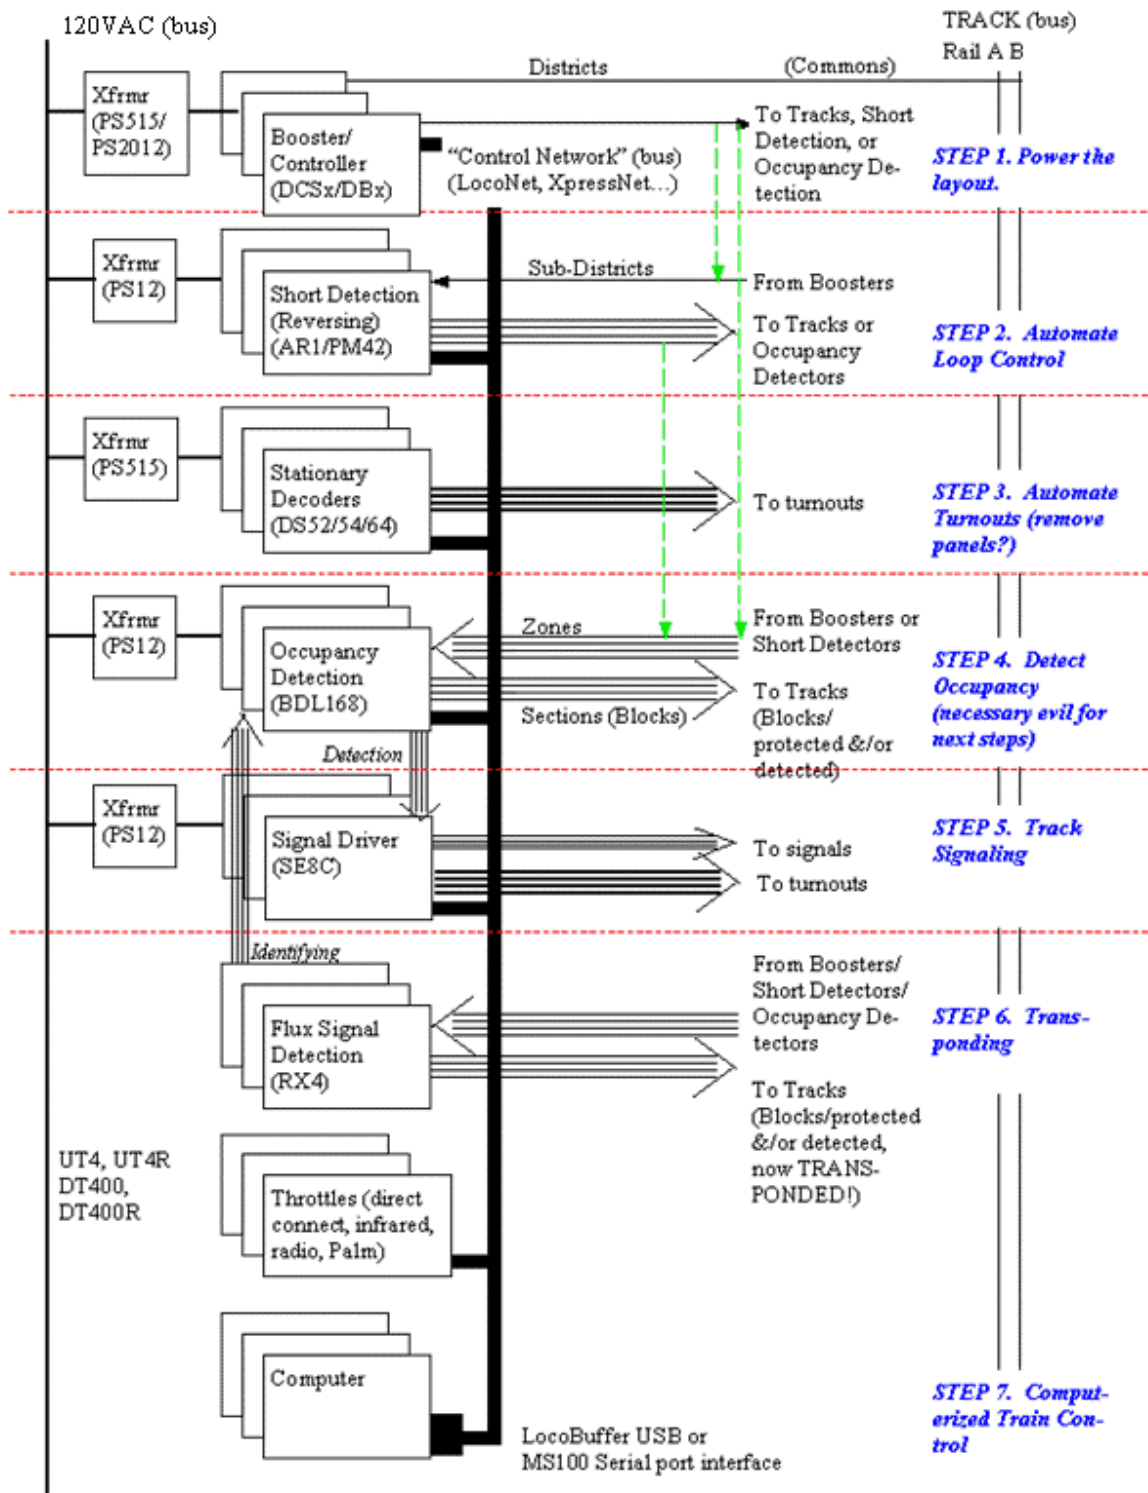 120VAC (bus)
TRACK (bus)
Rail A B
Districts
(Commons)
Xfrmr
(PS515/
PS2012)
Booster/
Controller
(DCSx/DBx)
“Control Network” (bus)
(LocoNet, XpressNet...)
To Tracks, Short
Detection, or
Occupancy De-
tection
STEP 1. Power the
layout.
Xfrmr
(PS12)
Short Detection
(Reversing)
(AR1/PM42)
Sub-Districts
From Boosters
To Tracks or
Occupancy
Detectors
STEP 2.  Automate
Loop Control
Xfrmr
(PS515)
Stationary
Decoders
(DS52/54/64)
To turnouts
STEP 3.  Automate
Turnouts (remove
panels?)
Xfrmr
(PS12)
Occupancy
Detection
(BDL168)
Zones
From Boosters or
Short Detectors
Sections (Blocks)
To Tracks
(Blocks/
protected &/or
detected)
STEP 4.  Detect
Occupancy
(necessary evil for
next steps)
Detection
Xfrmr
(PS12)
Signal Driver
(SE8C)
To signals
To turnouts
STEP 5.  Track
Signaling
Identifying
Flux Signal
Detection
(RX4)
From Boosters/
Short Detectors/
Occupancy De-
tectors
To Tracks
(Blocks/protected
&/or detected,
now TRANS-
PONDED!)
STEP 6.  Trans-
ponding
UT4, UT4R
DT400,
DT400R
Throttles (direct
connect, infrared,
radio, Palm)
Computer
LocoBuffer USB or
MS100 Serial port interface
STEP 7.  Comput-
erized Train Con-
trol